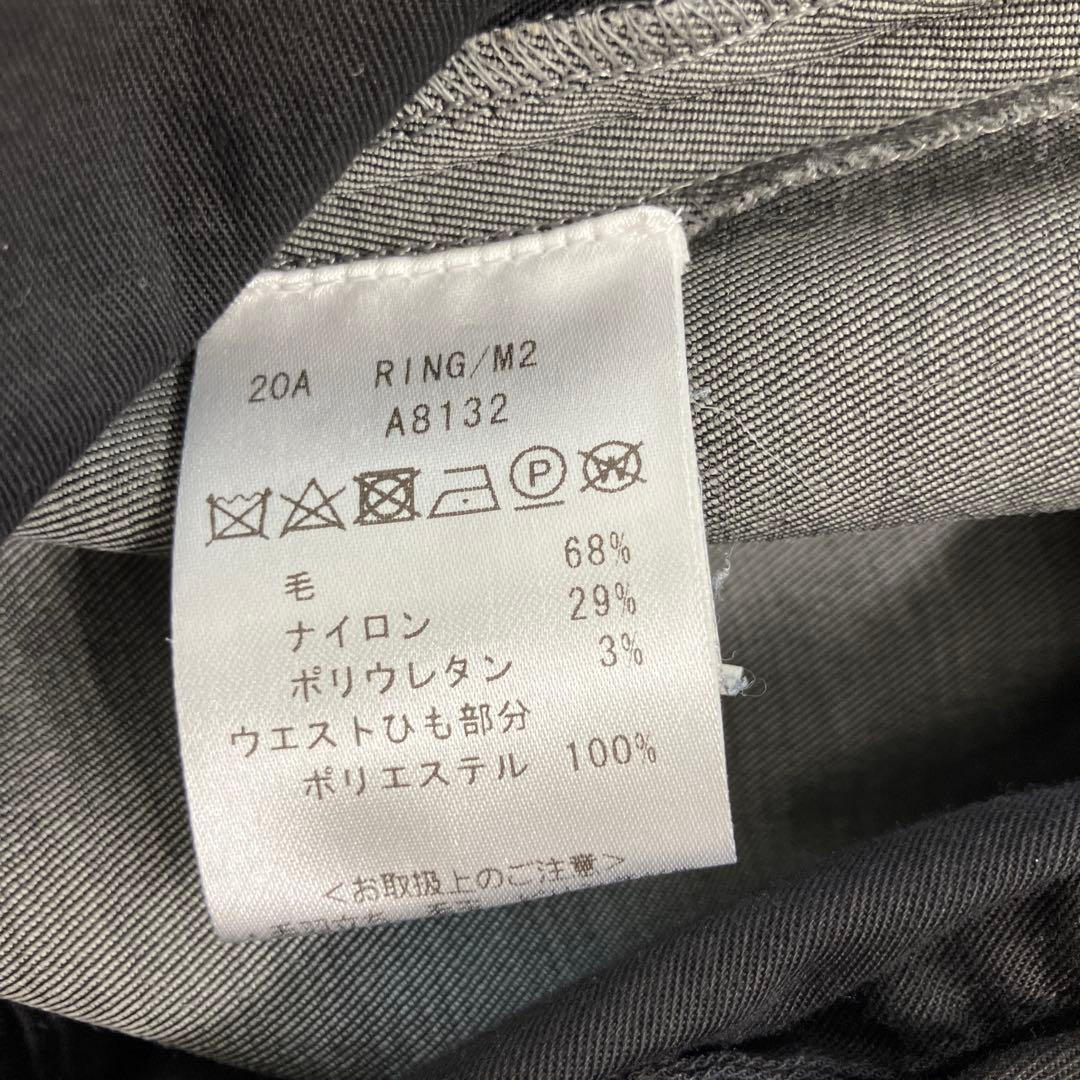 20A RING/M2
A8132
P W
毛 68%
ナイロン 29%
ポリウレタン 3%
ウエストひも部分
ポリエステル 100%
<お取扱上のご注意>